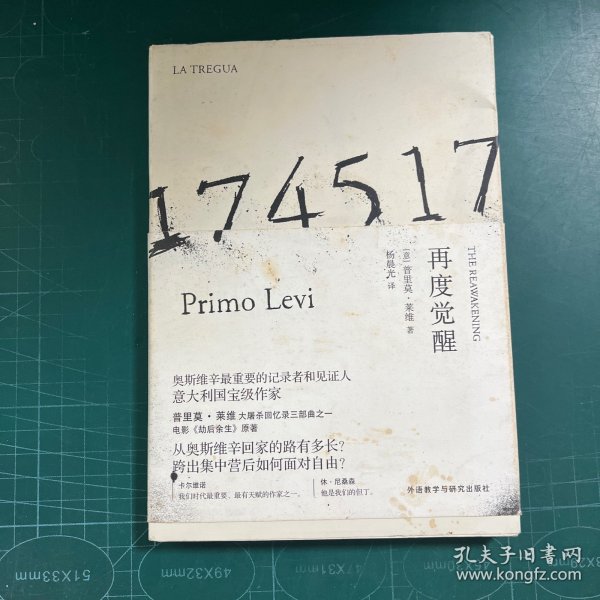 LA TREGUA
174517
THE REAWAKENING
再度觉醒
〔意〕普里莫·莱维 著
杨晨光 译
Primo Levi
奥斯维辛最重要的记录者和见证人
意大利国宝级作家
普里莫·莱维 大屠杀回忆录三部曲之一
电影《劫后余生》原著
从奥斯维辛回家的路有多长？
跨出集中营后如何面对自由？
卡尔维诺
我们时代最重要、最有天赋的作家之一。
休·尼桑森
他是我们的但丁。
外语教学与研究出版社
孔夫子旧书网
www.kongfz.com
51X33mm
49X32mm
47X31mm